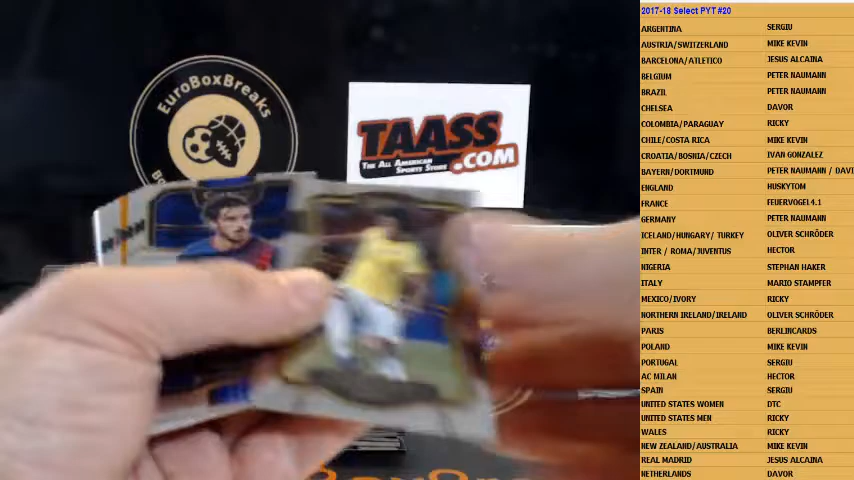 EuroBoxBreaks
TAASS
THE ALL AMERICAN
SPORTS STORE
.COM
2017-18 Select PYT #20
ARGENTINA SERGIU
AUSTRIA/SWITZERLAND MIKE KEVIN
BARCELONA/ATLETICO JESUS ALCAINA
BELGIUM PETER NAUMANN
BRAZIL PETER NAUMANN
CHELSEA DAVOR
COLOMBIA/PARAGUAY RICKY
CHILE/COSTA RICA MIKE KEVIN
CROATIA/BOSNIA/CZECH IVAN GONZALEZ
BAYERN/DORTMUND PETER NAUMANN / DAVI
ENGLAND HUSKYTOM
FRANCE FEUERVOGEL4.1
GERMANY PETER NAUMANN
ICELAND/HUNGARY/ TURKEY OLIVER SCHRÖDER
INTER / ROMA/JUVENTUS HECTOR
NIGERIA STEPHAN HAKER
ITALY MARIO STAMPFER
MEXICO/IVORY RICKY
NORTHERN IRELAND/IRELAND OLIVER SCHRÖDER
PARIS BERLINCARDS
POLAND MIKE KEVIN
PORTUGAL SERGIU
AC MILAN HECTOR
SPAIN SERGIU
UNITED STATES WOMEN DTC
UNITED STATES MEN RICKY
WALES RICKY
NEW ZEALAND/AUSTRALIA MIKE KEVIN
REAL MADRID JESUS ALCAINA
NETHERLANDS DAVOR